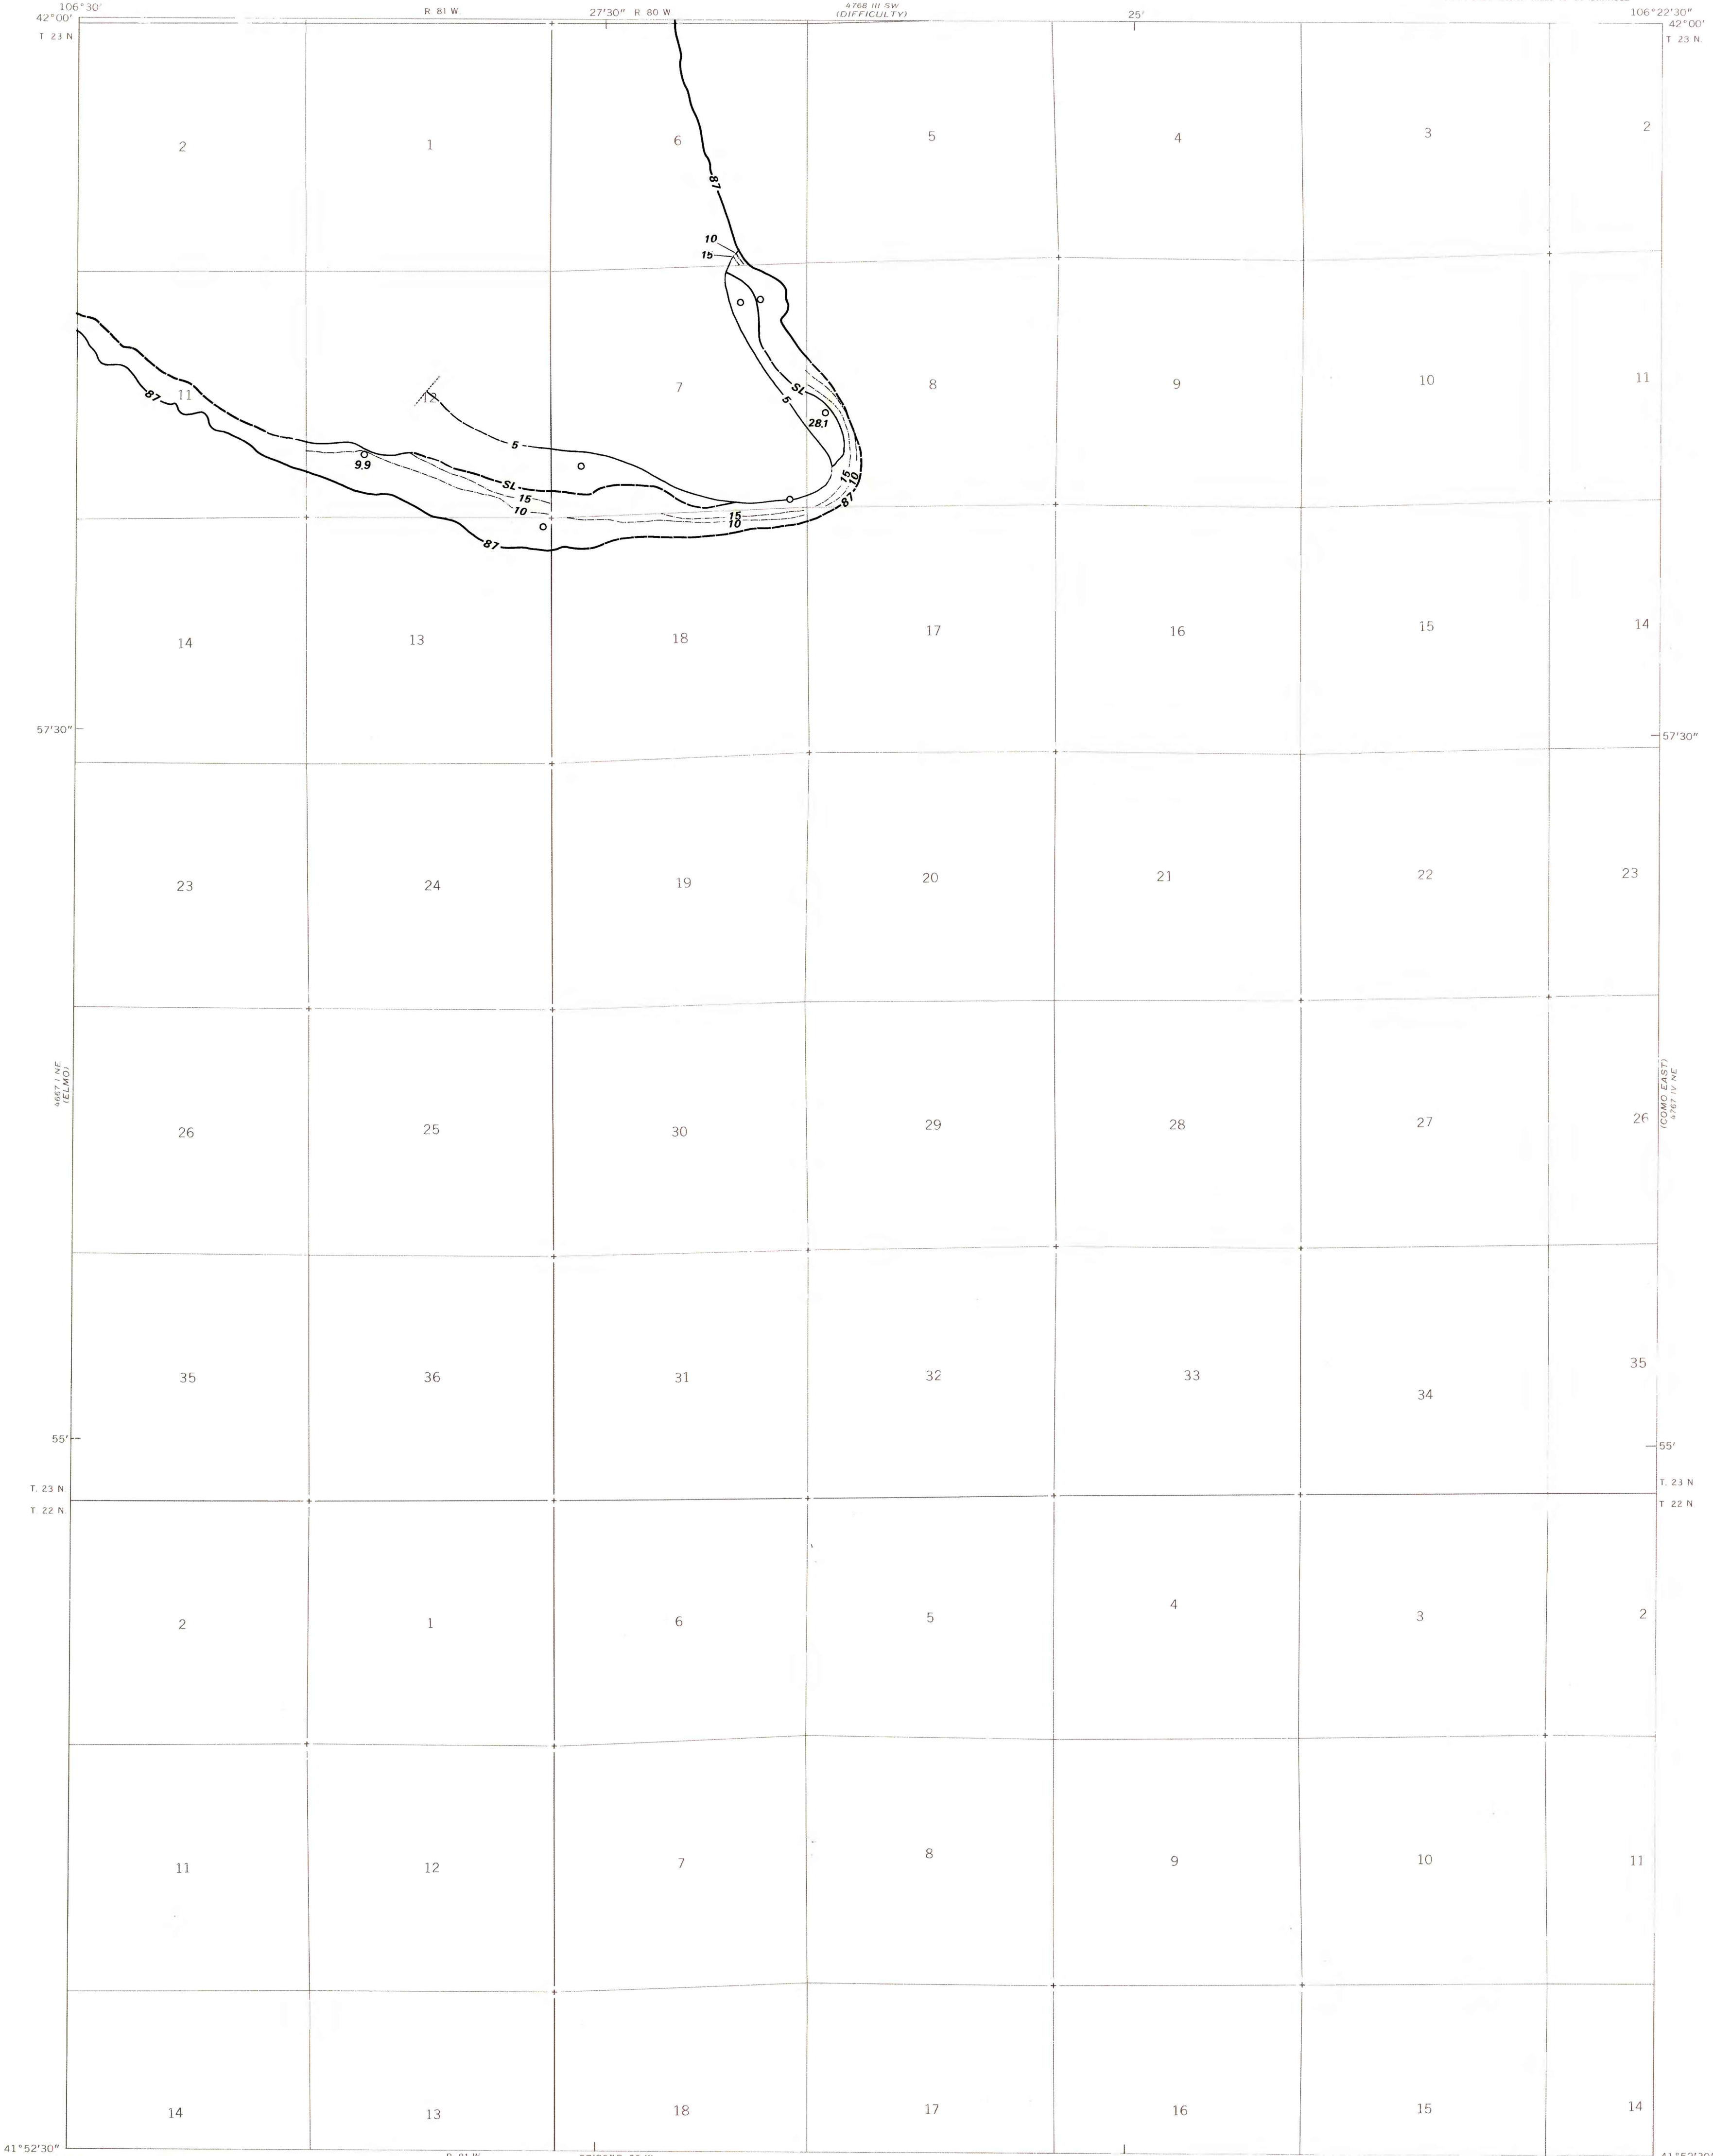 106°30′ R 81 W 27′30″ R 80 W 4768 III SW 25′ 106°22′30″
42°00′ (DIFFICULTY) 42°00′
T 23 N T 23 N.
2 1 6 5 4 3 2
87
10
15
11 12 7 8 9 10 11
87
SL
5
28.1
5
9.9
SL
15
10
15
10
87
15
10
87
14 13 18 17 16 15 14
57′30″ 57′30″
23 24 19 20 21 22 23
4667 I NE
(ELMO)
(COMO EAST)
4767 IV NE
26 25 30 29 28 27 26
35 36 31 32 33 34 35
55′ 55′
T. 23 N. T. 23 N
T. 22 N. T 22 N
2 1 6 5 4 3 2
11 12 7 8 9 10 11
14 13 18 17 16 15 14
41°52′30″